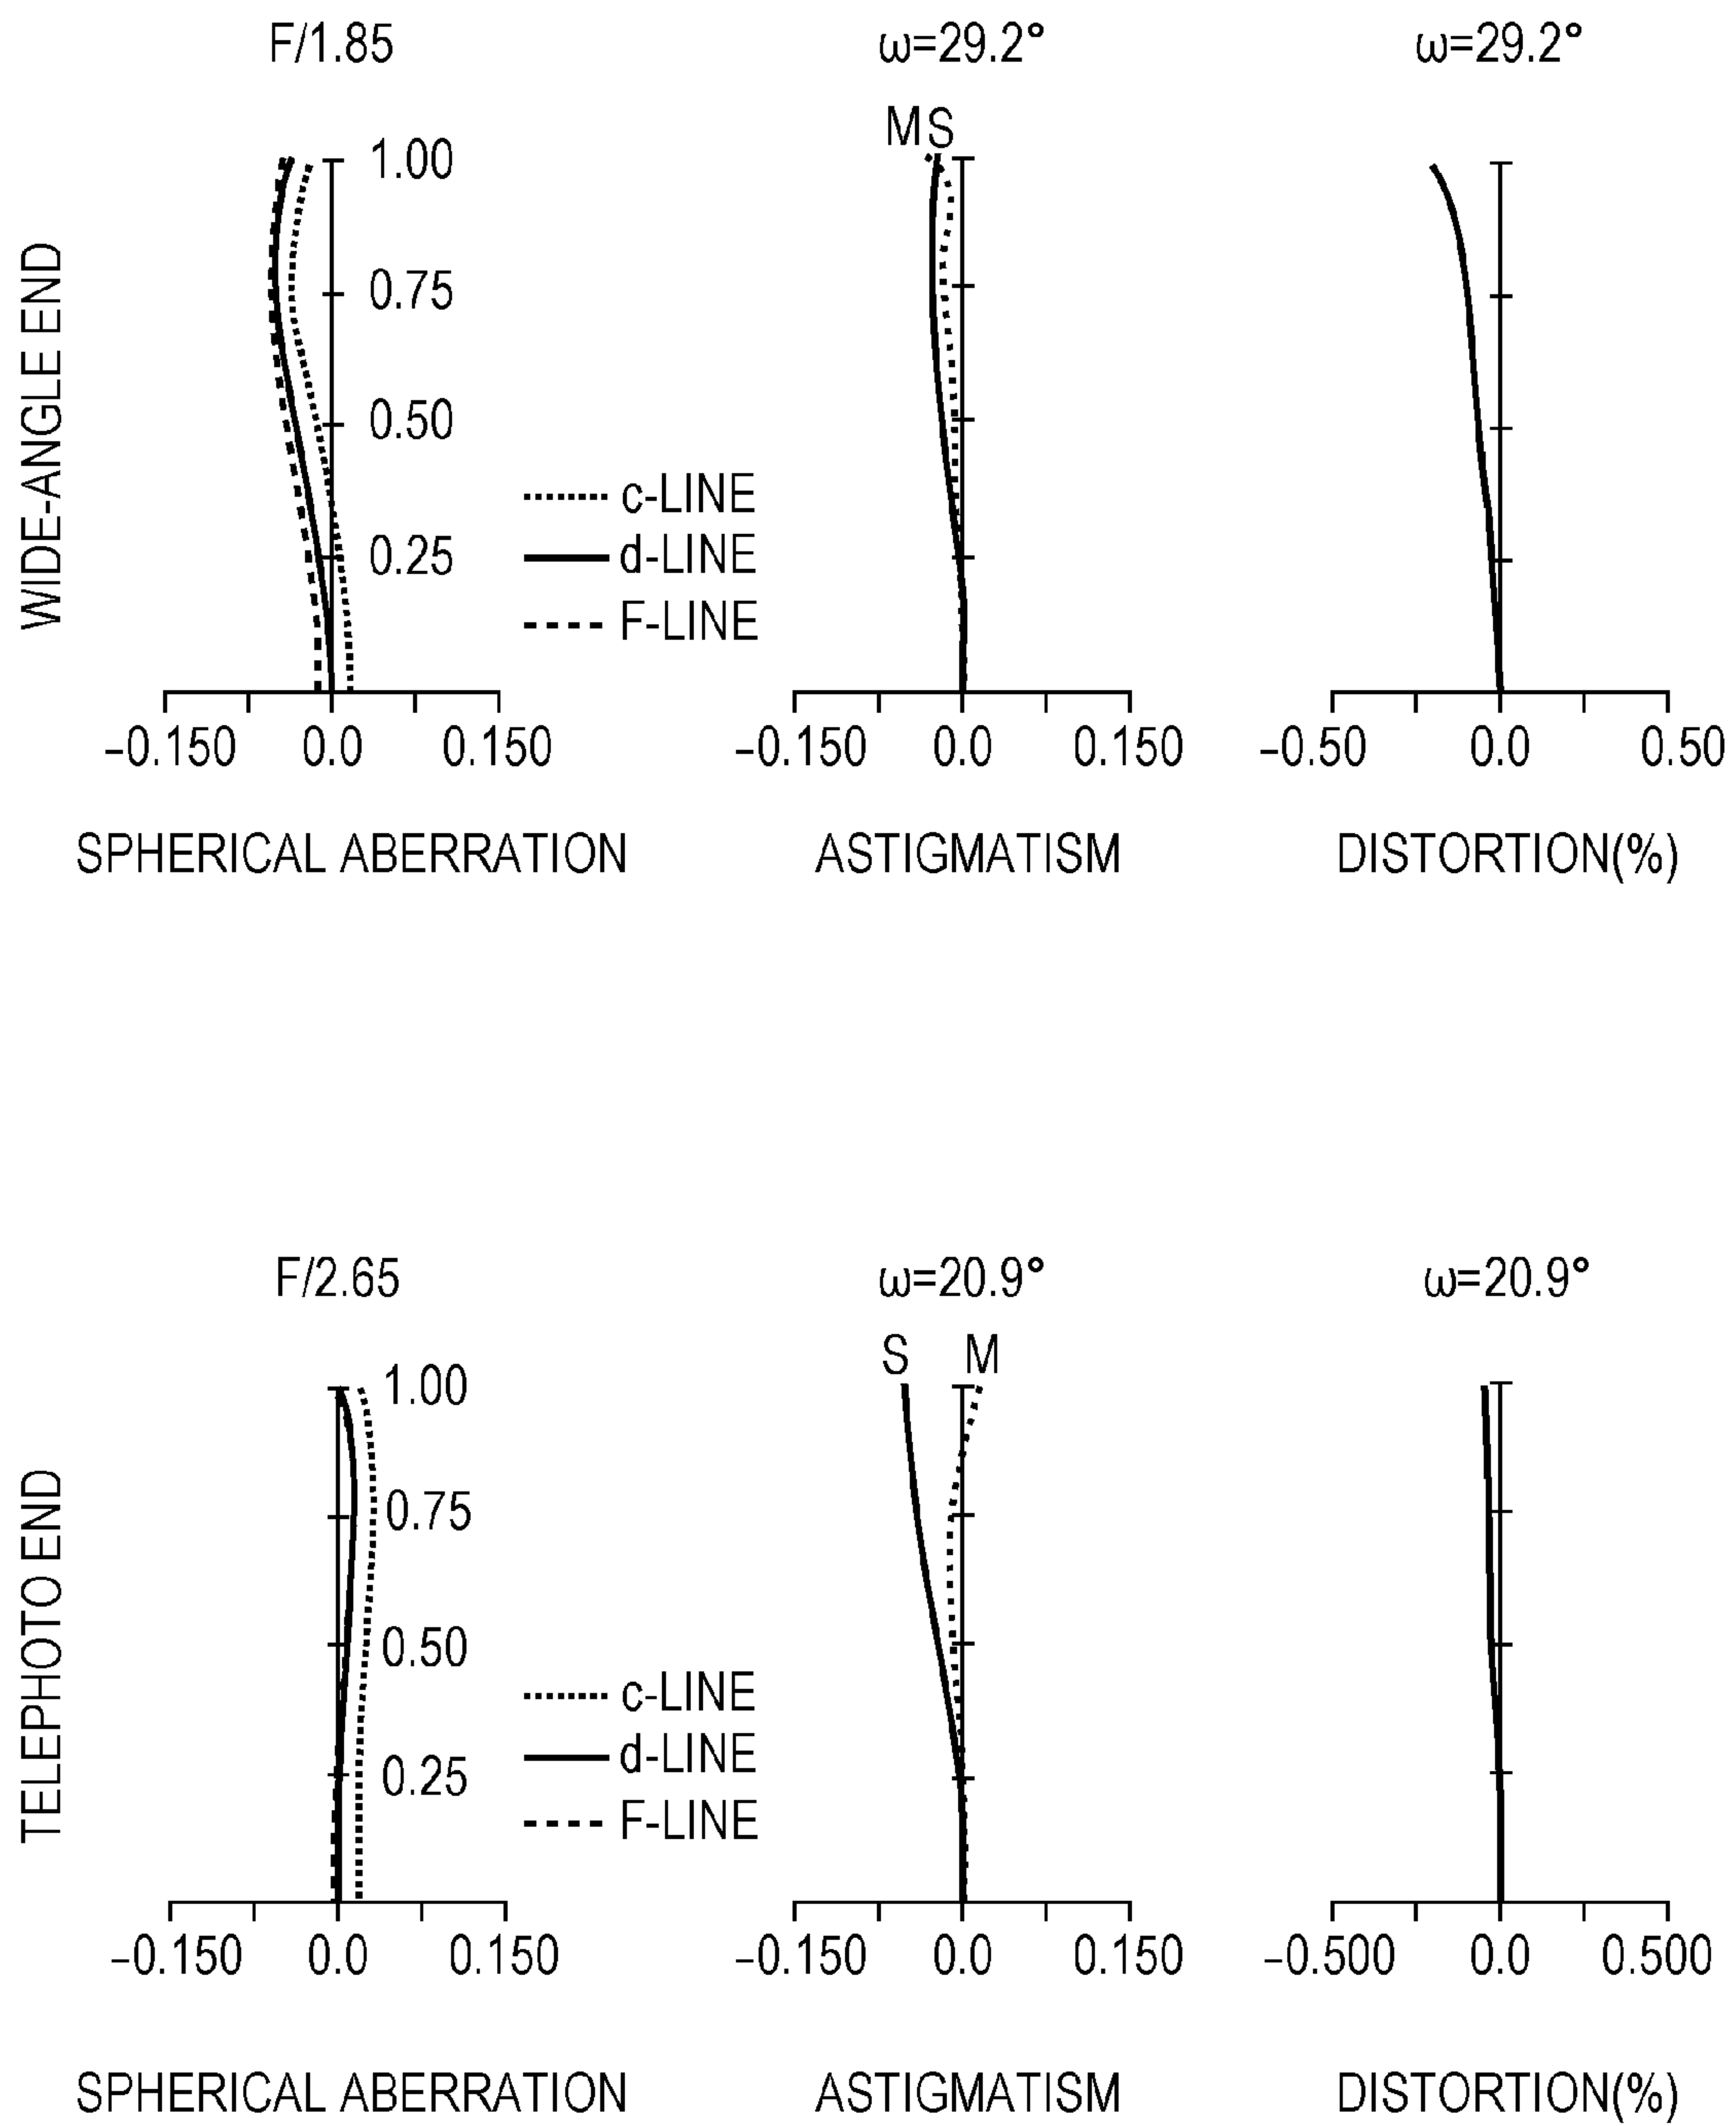 WIDE-ANGLE END
F/1.85
1.00
0.75
0.50
0.25
c-LINE
d-LINE
F-LINE
-0.150 0.0 0.150
SPHERICAL ABERRATION
ω=29.2°
M S
-0.150 0.0 0.150
ASTIGMATISM
ω=29.2°
-0.50 0.0 0.50
DISTORTION(%)
TELEPHOTO END
F/2.65
1.00
0.75
0.50
0.25
c-LINE
d-LINE
F-LINE
-0.150 0.0 0.150
SPHERICAL ABERRATION
ω=20.9°
S M
-0.150 0.0 0.150
ASTIGMATISM
ω=20.9°
-0.500 0.0 0.500
DISTORTION(%)